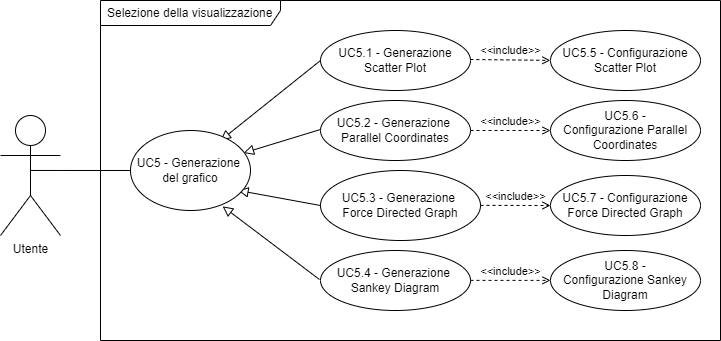 Selezione della visualizzazione
UC5.1 - Generazione
Scatter Plot
<<include>>
UC5.5 - Configurazione
Scatter Plot
UC5.2 - Generazione
Parallel Coordinates
<<include>>
UC5.6 -
Configurazione Parallel
Coordinates
UC5 - Generazione
del grafico
UC5.3 - Generazione
Force Directed Graph
<<include>>
UC5.7 - Configurazione
Force Directed Graph
Utente
UC5.4 - Generazione
Sankey Diagram
<<include>>
UC5.8 -
Configurazione Sankey
Diagram